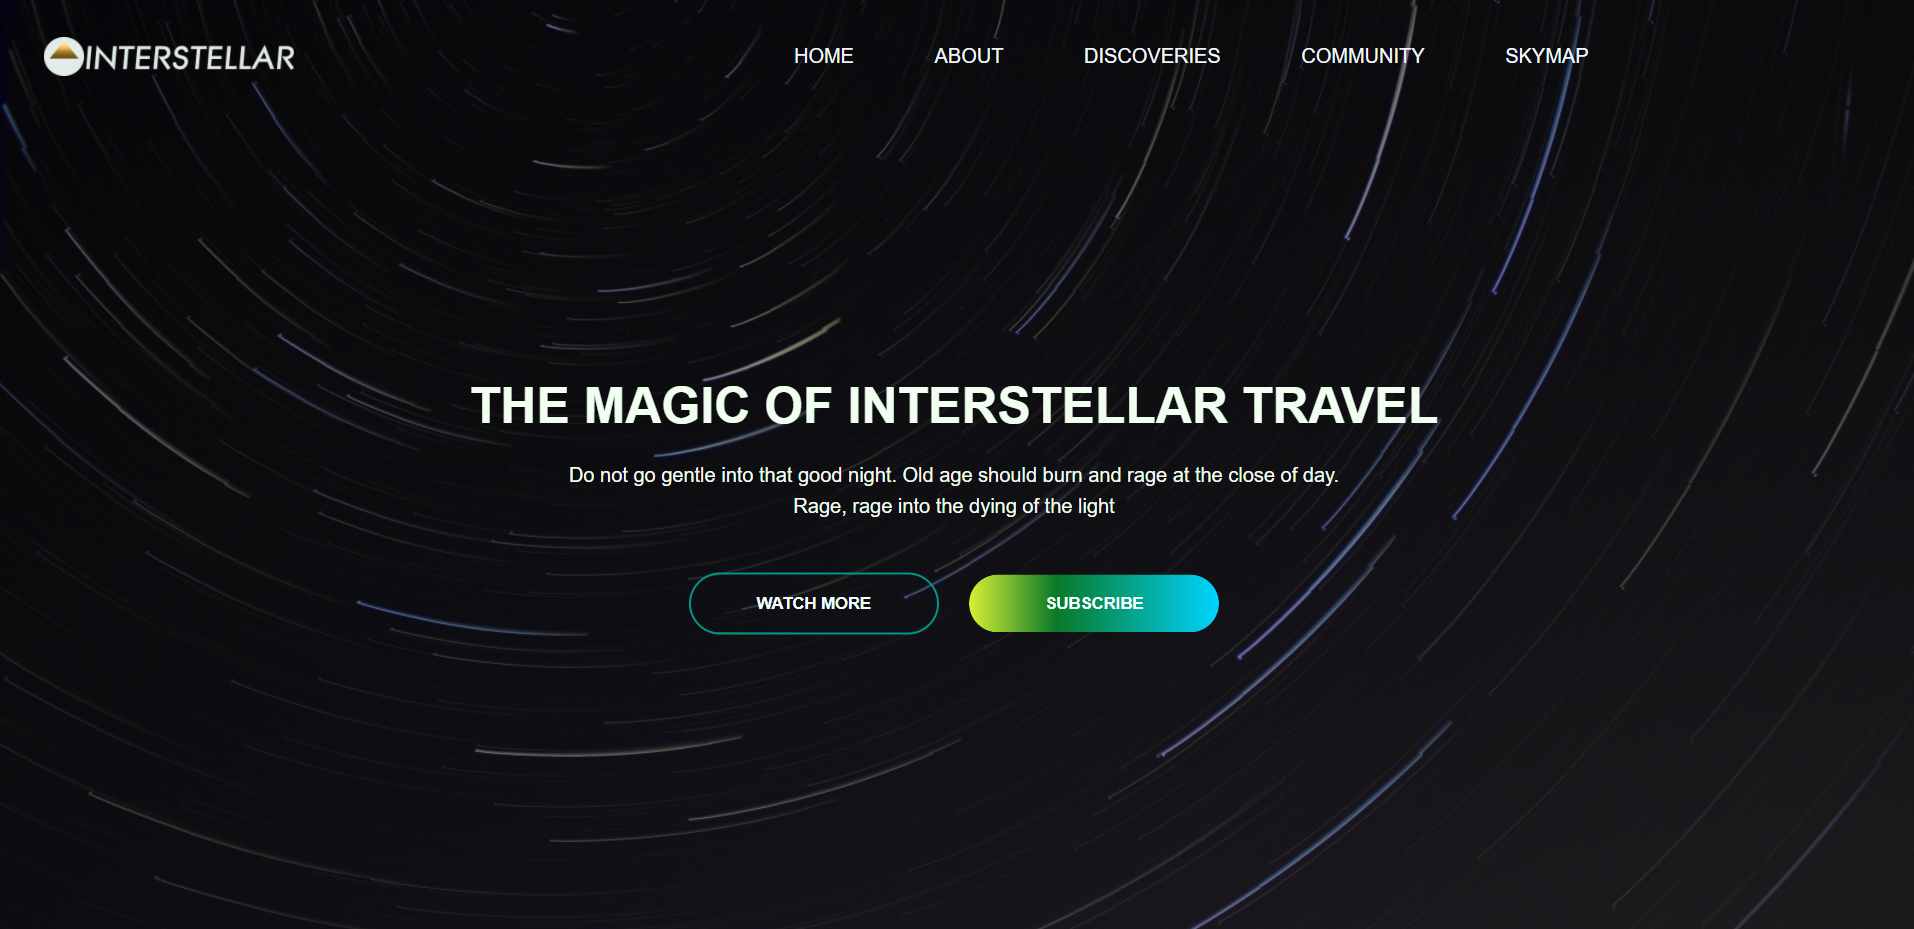 INTERSTELLAR
HOME ABOUT DISCOVERIES COMMUNITY SKYMAP
THE MAGIC OF INTERSTELLAR TRAVEL
Do not go gentle into that good night. Old age should burn and rage at the close of day.
Rage, rage into the dying of the light
WATCH MORE SUBSCRIBE